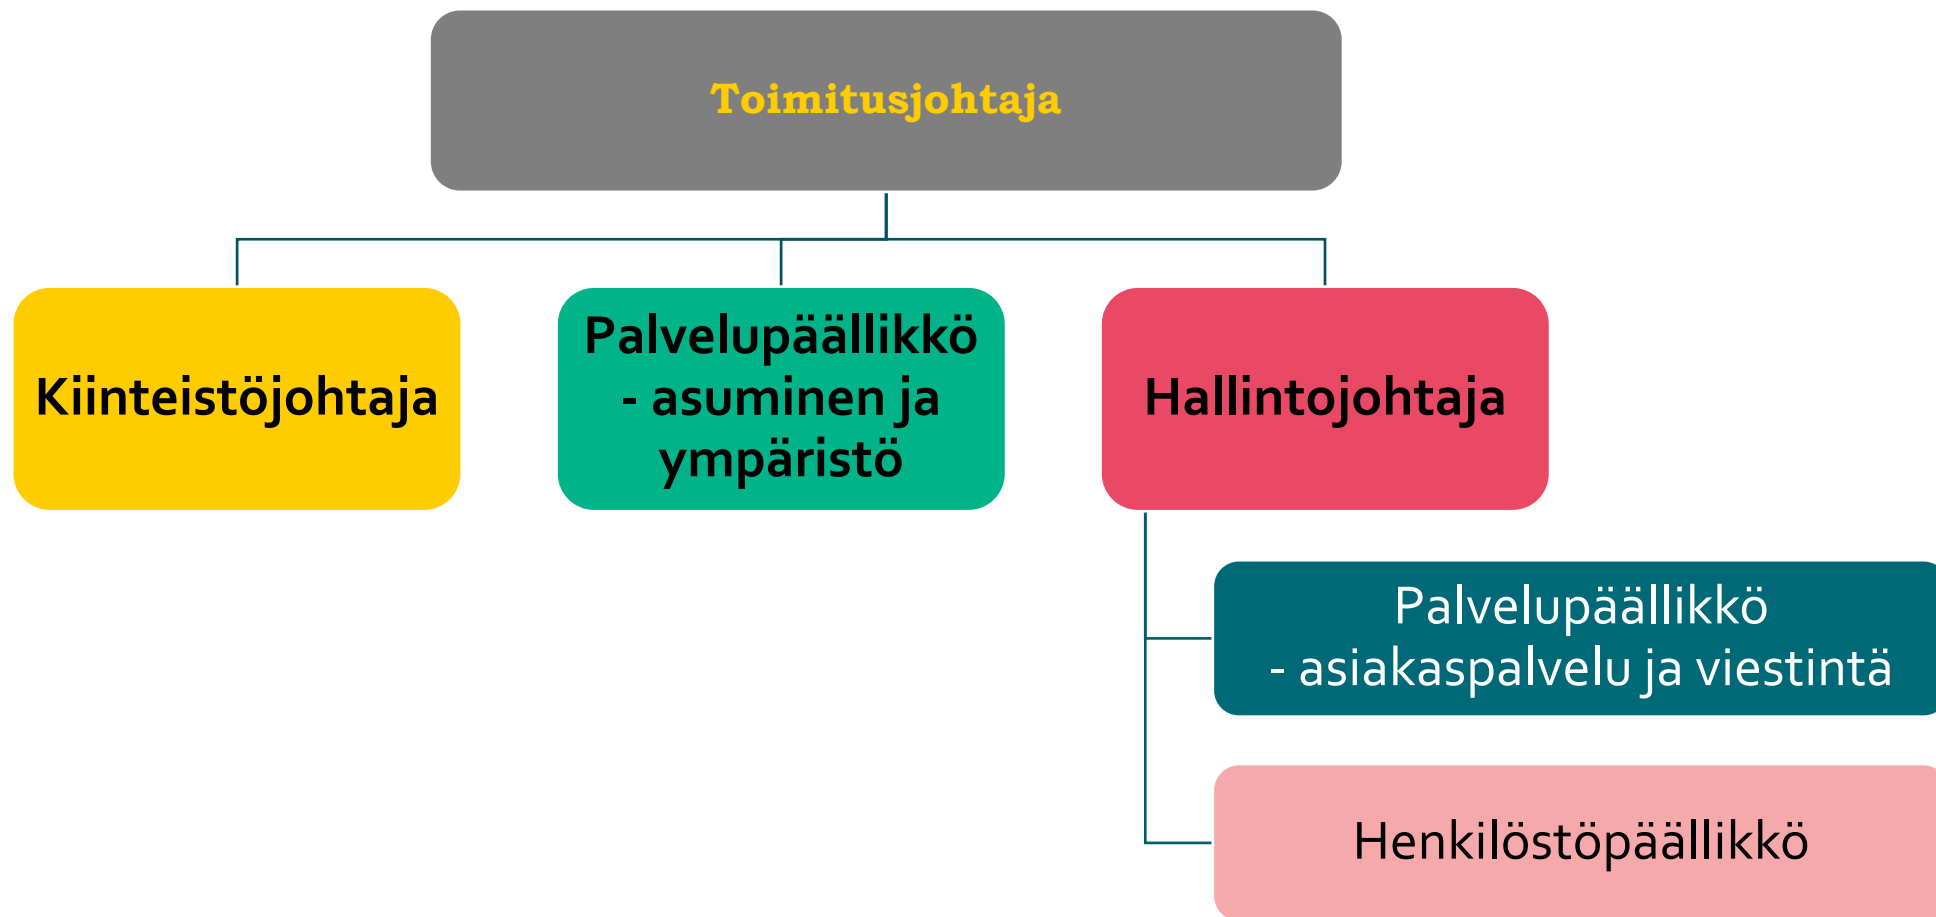 Toimitusjohtaja
Kiinteistöjohtaja
Palvelupäällikkö
- asuminen ja
ympäristö
Hallintojohtaja
Palvelupäällikkö
- asiakaspalvelu ja viestintä
Henkilöstöpäällikkö